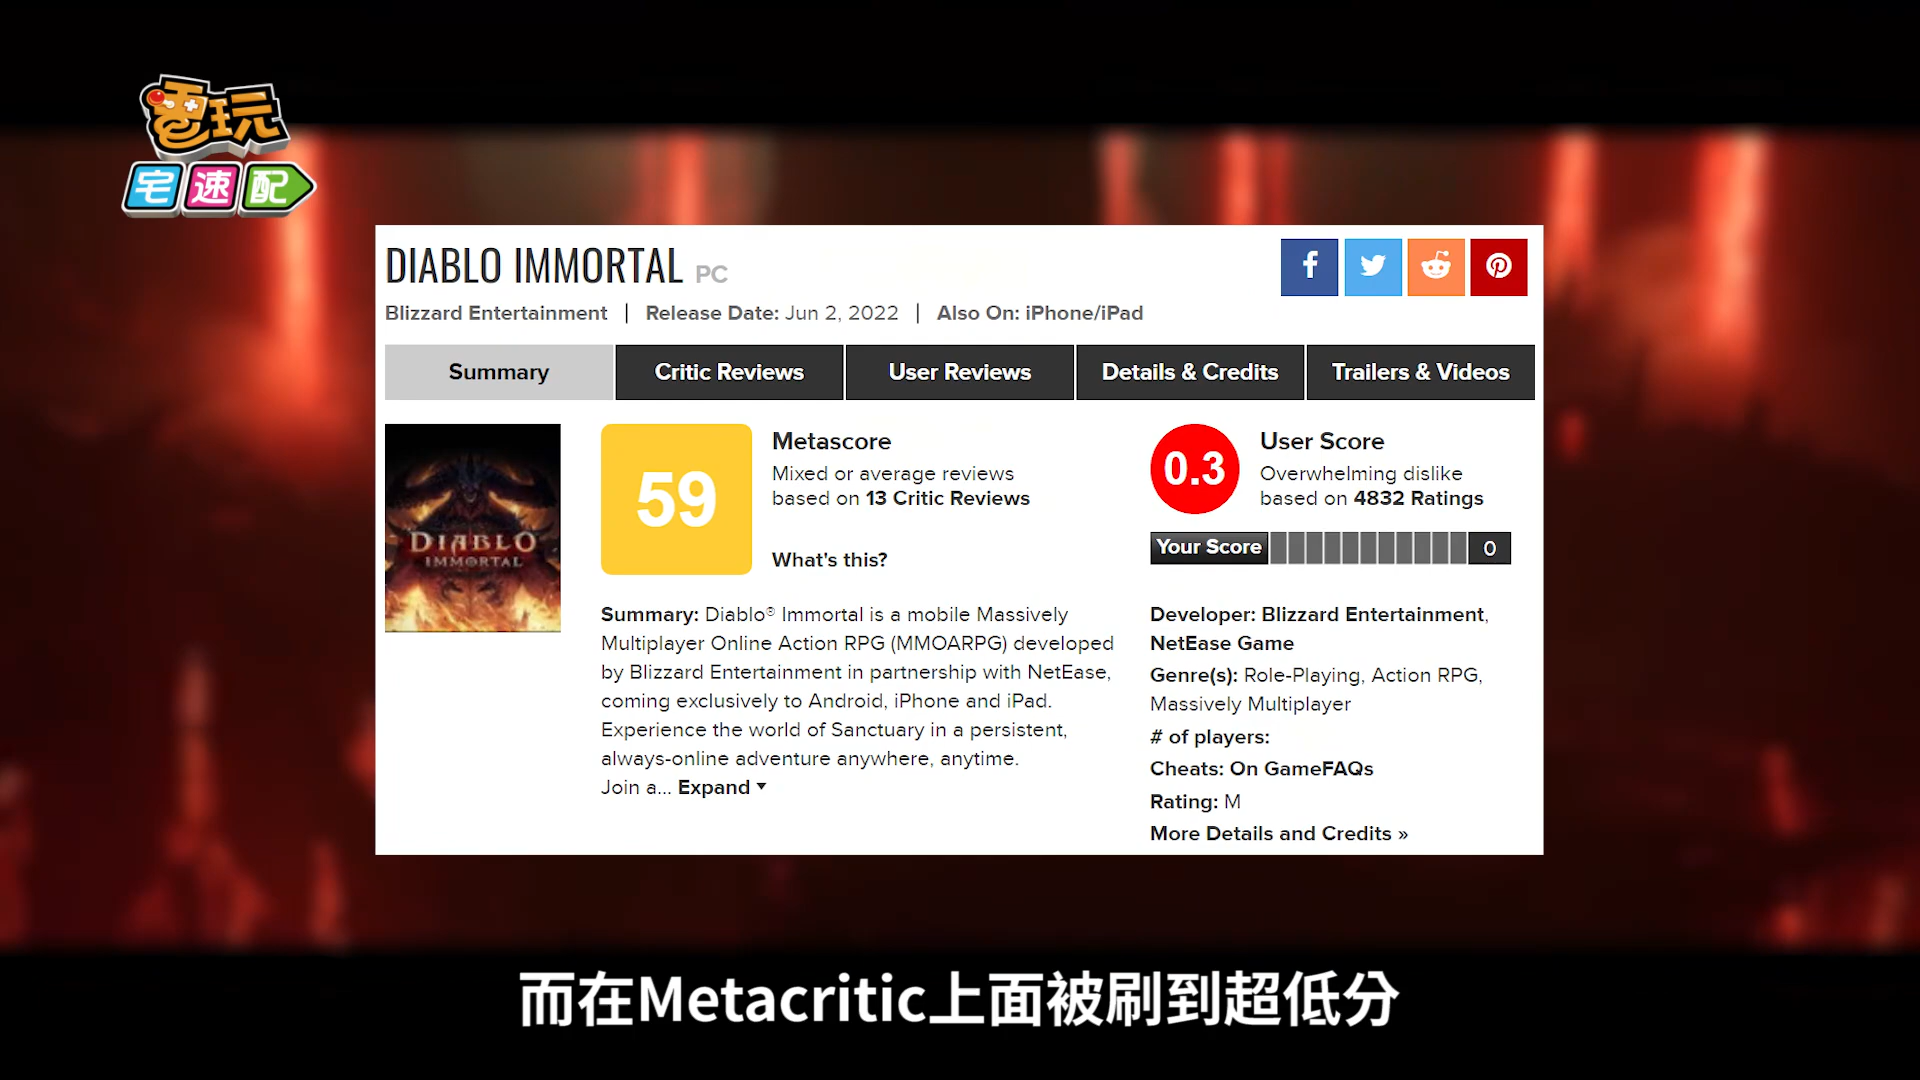 電玩
宅速配
DIABLO IMMORTAL PC
Blizzard Entertainment | Release Date: Jun 2, 2022 | Also On: iPhone/iPad
Summary Critic Reviews User Reviews Details & Credits Trailers & Videos
DIABLO
IMMORTAL
59
Metascore
Mixed or average reviews
based on 13 Critic Reviews
What's this?
Summary: Diablo® Immortal is a mobile Massively
Multiplayer Online Action RPG (MMOARPG) developed
by Blizzard Entertainment in partnership with NetEase,
coming exclusively to Android, iPhone and iPad.
Experience the world of Sanctuary in a persistent,
always-online adventure anywhere, anytime.
Join a... Expand
0.3
User Score
Overwhelming dislike
based on 4832 Ratings
Your Score 0
Developer: Blizzard Entertainment,
NetEase Game
Genre(s): Role-Playing, Action RPG,
Massively Multiplayer
# of players:
Cheats: On GameFAQs
Rating: M
More Details and Credits »
而在Metacritic上面被刷到超低分